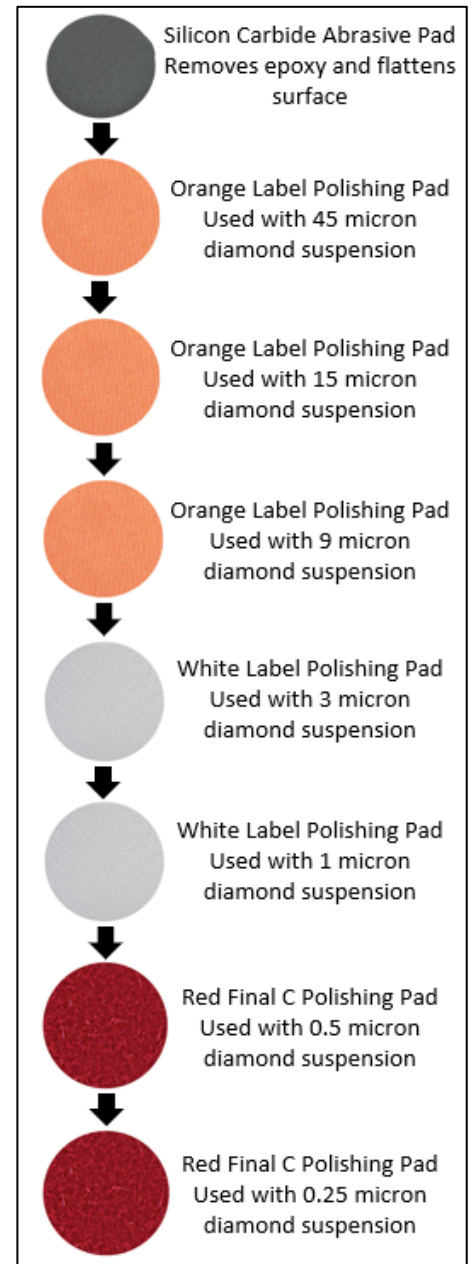 Silicon Carbide Abrasive Pad
Removes epoxy and flattens
surface
Orange Label Polishing Pad
Used with 45 micron
diamond suspension
Orange Label Polishing Pad
Used with 15 micron
diamond suspension
Orange Label Polishing Pad
Used with 9 micron
diamond suspension
White Label Polishing Pad
Used with 3 micron
diamond suspension
White Label Polishing Pad
Used with 1 micron
diamond suspension
Red Final C Polishing Pad
Used with 0.5 micron
diamond suspension
Red Final C Polishing Pad
Used with 0.25 micron
diamond suspension